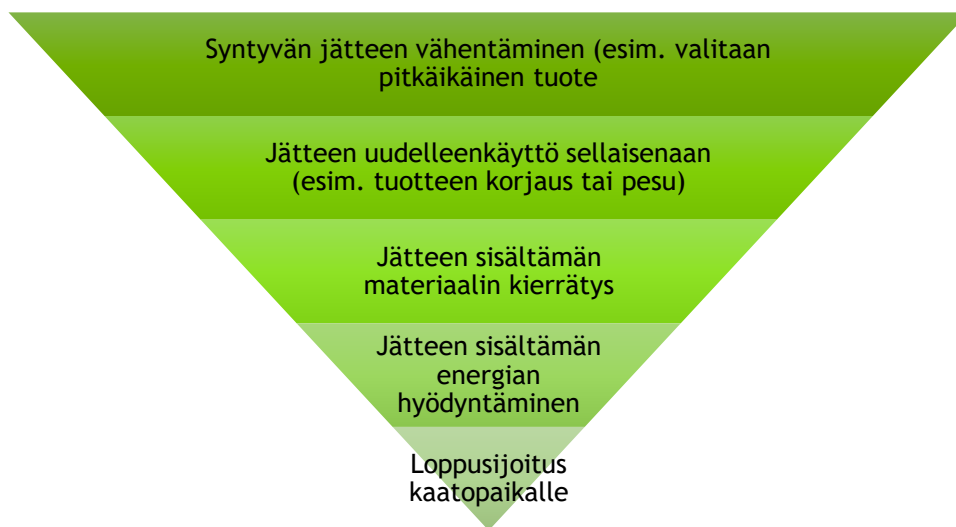 Syntyvän jätteen vähentäminen (esim. valitaan
pitkäikäinen tuote
Jätteen uudelleenkäyttö sellaisenaan
(esim. tuotteen korjaus tai pesu)
Jätteen sisältämän
materiaalin kierrätys
Jätteen sisältämän
energian
hyödyntäminen
Loppusijoitus
kaatopaikalle